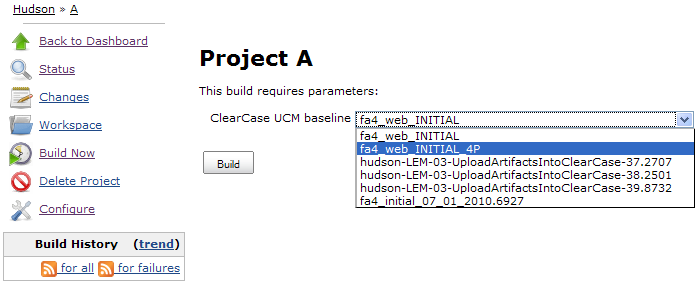 Hudson » A
Back to Dashboard
Status
Changes
Workspace
Build Now
Delete Project
Configure
Build History (trend)
for all for failures
Project A
This build requires parameters:
ClearCase UCM baseline fa4_web_INITIAL
fa4_web_INITIAL
fa4_web_INITIAL_4P
hudson-LEM-03-UploadArtifactsIntoClearCase-37.2707
hudson-LEM-03-UploadArtifactsIntoClearCase-38.2501
hudson-LEM-03-UploadArtifactsIntoClearCase-39.8732
fa4_initial_07_01_2010.6927
Build